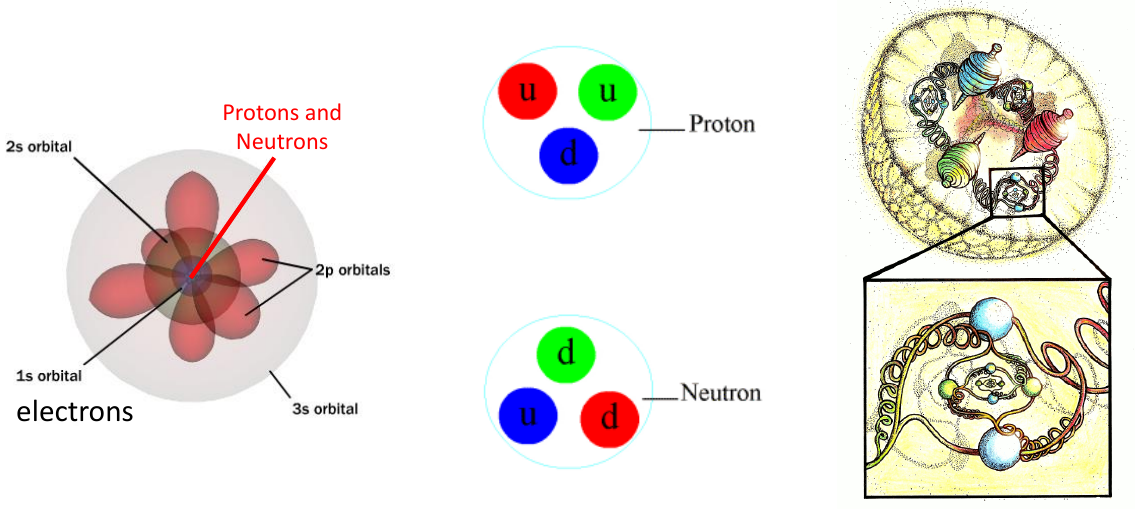 Protons and
Neutrons
2s orbital
2p orbitals
1s orbital
electrons
3s orbital
u
u
d
Proton
d
u
d
Neutron